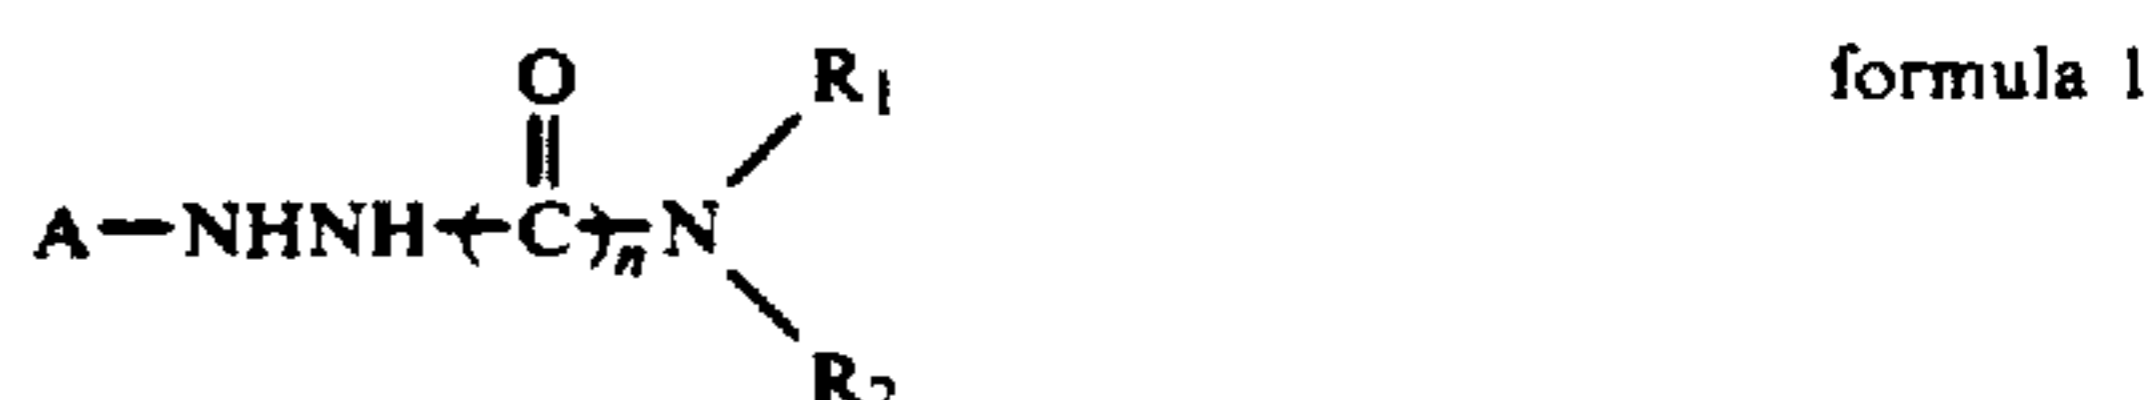 O R1 formula 1
A—NHNH—(C)n—N
R2